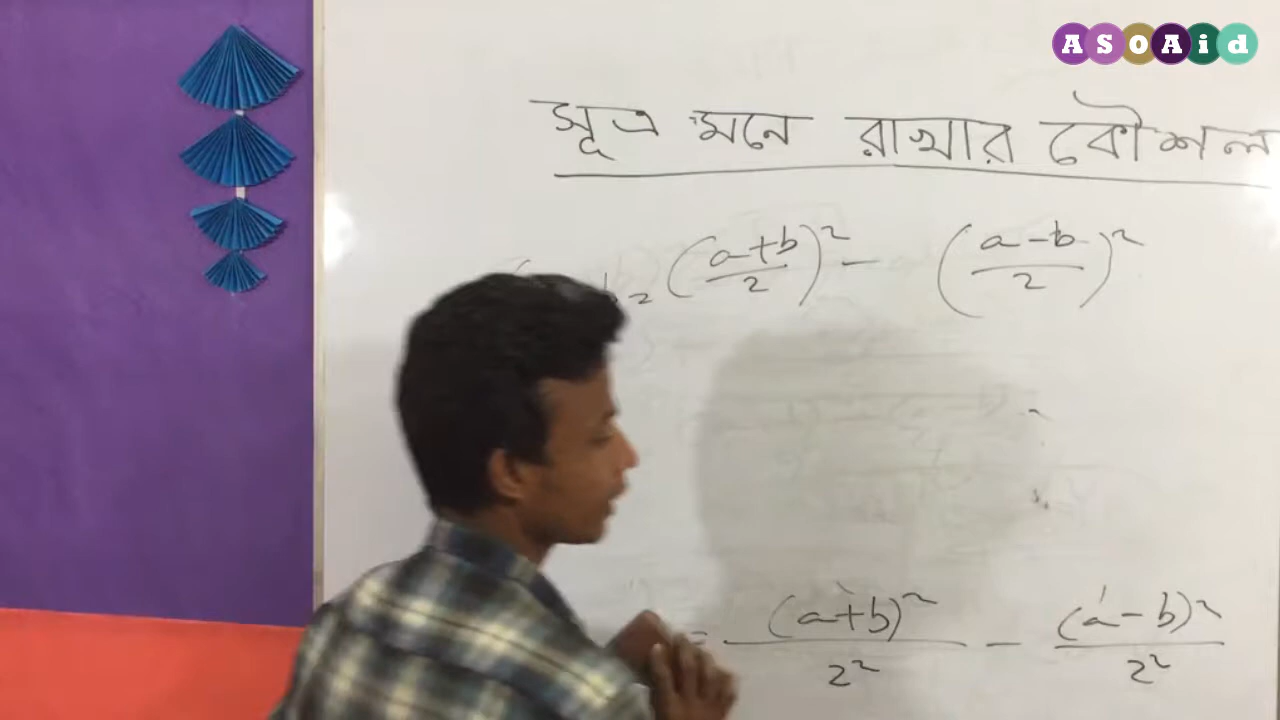 ASOAid
সূত্র মনে রাখার কৌশল
b = (a+b/2)² - (a-b/2)²
= (a+b)²/2² - (a-b)²/2²